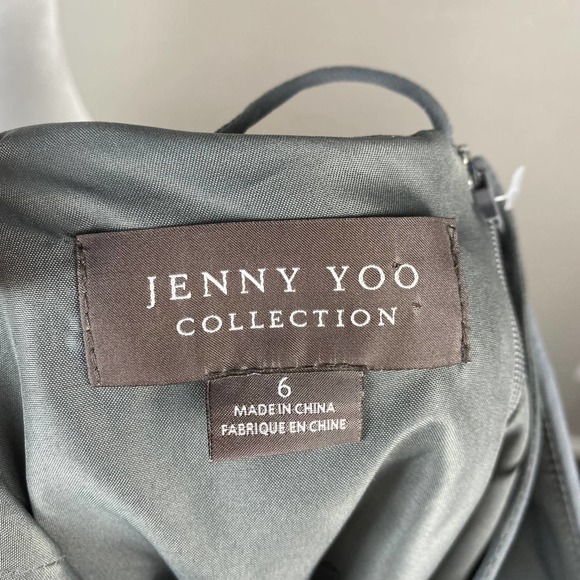 JENNY YOO
COLLECTION
6
MADE IN CHINA
FABRIQUE EN CHINE